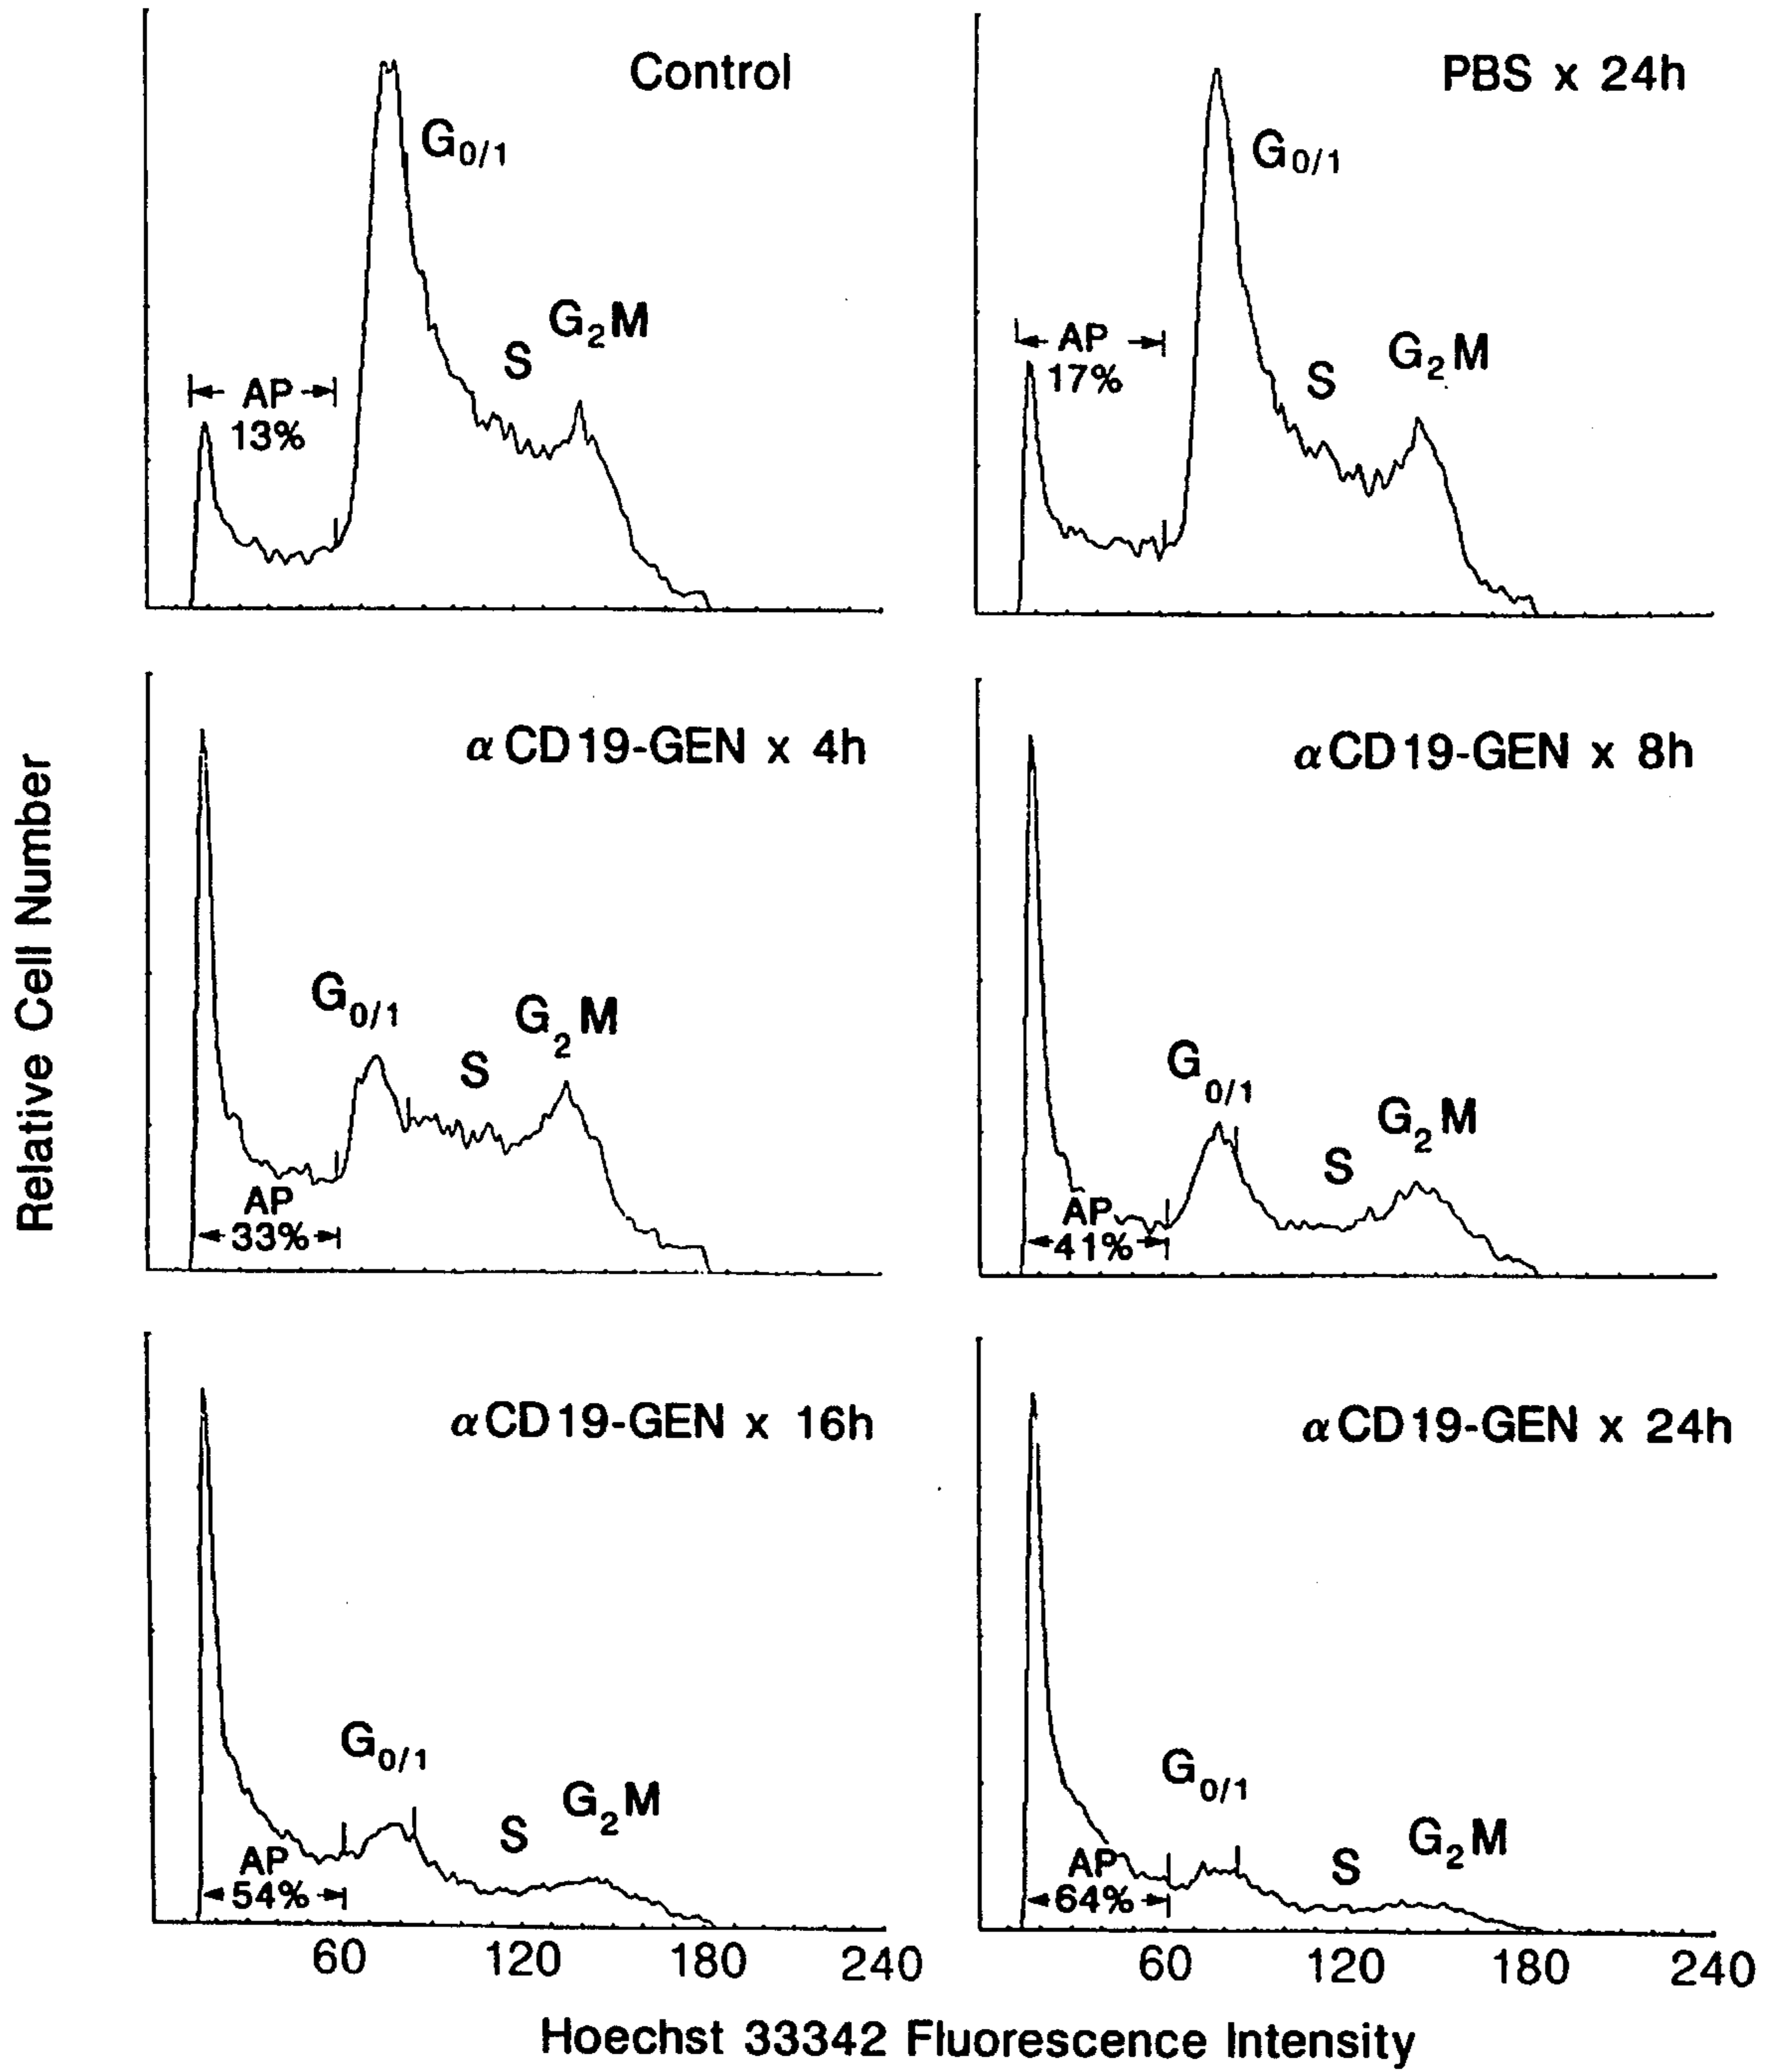 Control
G0/1
S
G2M
AP
13%
PBS x 24h
G0/1
S
G2M
AP
17%
αCD19-GEN x 4h
G0/1
S
G2M
AP
33%
αCD19-GEN x 8h
G0/1
S
G2M
AP
41%
αCD19-GEN x 16h
G0/1
S
G2M
AP
54%
αCD19-GEN x 24h
G0/1
S
G2M
AP
64%
60 120 180 240
60 120 180 240
Relative Cell Number
Hoechst 33342 Fluorescence Intensity